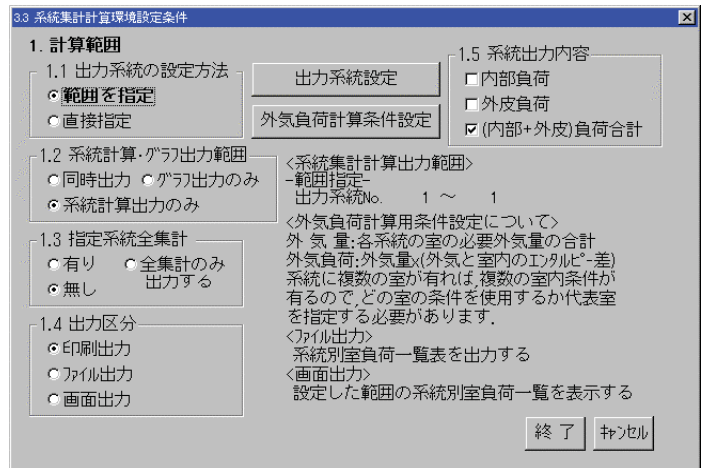 3.3 系統集計計算環境設定条件
1. 計算範囲
1.1 出力系統の設定方法
範囲を指定
直接指定
出力系統設定
外気負荷計算条件設定
1.5 系統出力内容
内部負荷
外皮負荷
(内部+外皮)負荷合計
1.2 系統計算・グラフ出力範囲
同時出力 グラフ出力のみ
系統計算出力のみ
1.3 指定系統全集計
有り 全集計のみ
出力する
無し
1.4 出力区分
印刷出力
ファイル出力
画面出力
<系統集計計算出力範囲>
-範囲指定-
出力系統No. 1 ～ 1
<外気負荷計算用条件設定について>
外 気 量:各系統の室の必要外気量の合計
外気負荷:外気量x(外気と室内のエンタルピｰ差)
系統に複数の室が有れば,複数の室内条件が
有るので,どの室の条件を使用するか代表室
を指定する必要があります.
<ファイル出力>
系統別室負荷一覧表を出力する
<画面出力>
設定した範囲の系統別室負荷一覧を表示する
終 了 キャンセル